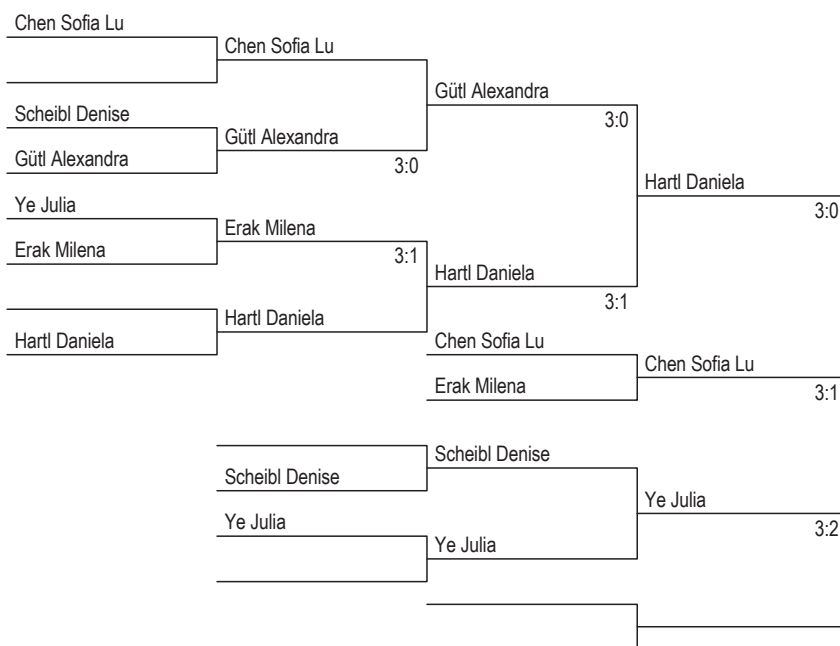 Chen Sofia Lu
Chen Sofia Lu
Scheibl Denise
Gütl Alexandra
3:0
Gütl Alexandra
Gütl Alexandra
3:0
Ye Julia
Erak Milena
3:1
Erak Milena
Hartl Daniela
3:0
Hartl Daniela
3:1
Hartl Daniela
Hartl Daniela
Chen Sofia Lu
Chen Sofia Lu
3:1
Erak Milena
Scheibl Denise
Scheibl Denise
Ye Julia
3:2
Ye Julia
Ye Julia